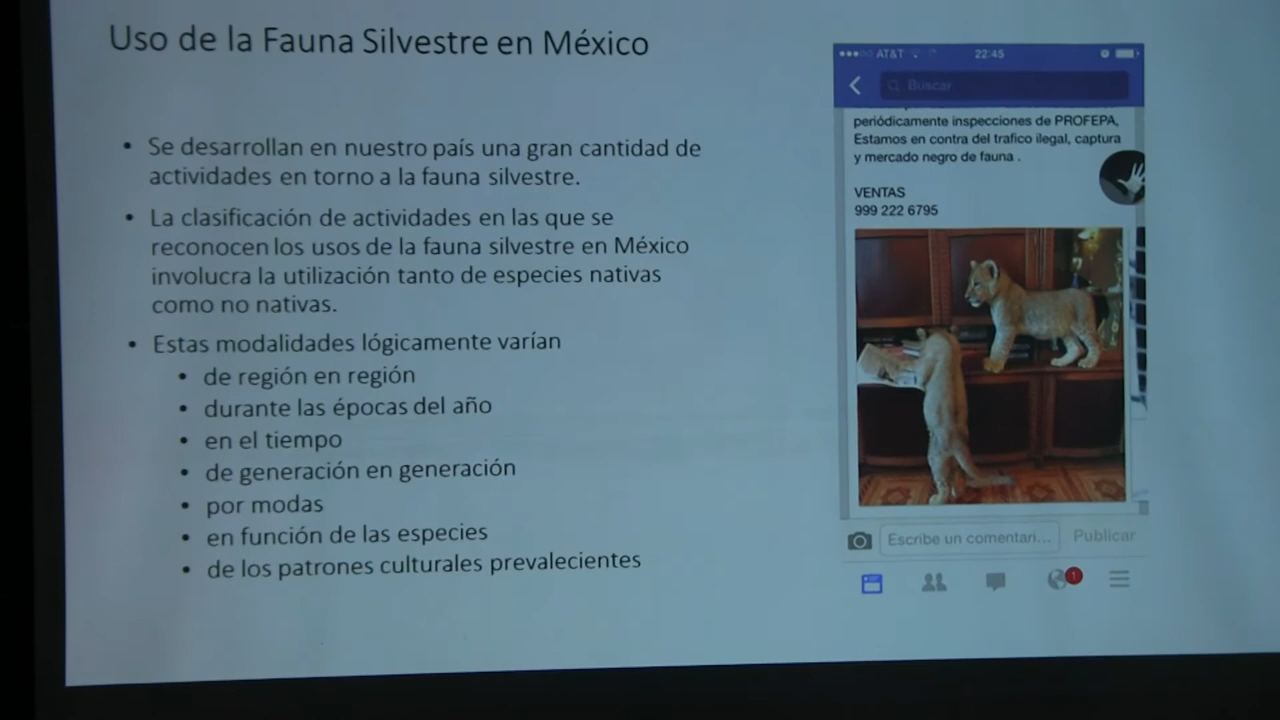 Uso de la Fauna Silvestre en México
• Se desarrollan en nuestro país una gran cantidad de
actividades en torno a la fauna silvestre.
• La clasificación de actividades en las que se
reconocen los usos de la fauna silvestre en México
involucra la utilización tanto de especies nativas
como no nativas.
• Estas modalidades lógicamente varían
• de región en región
• durante las épocas del año
• en el tiempo
• de generación en generación
• por modas
• en función de las especies
• de los patrones culturales prevalecientes
AT&T 22:45
Buscar
periódicamente inspecciones de PROFEPA,
Estamos en contra del trafico ilegal, captura
y mercado negro de fauna .
VENTAS
999 222 6795
Escribe un comentari... Publicar
1